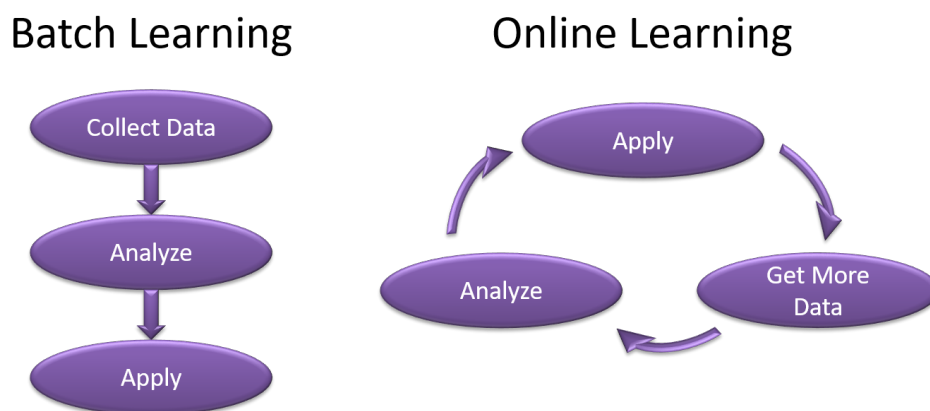 Batch Learning
Online Learning
Collect Data
Analyze
Apply
Apply
Get More
Data
Analyze